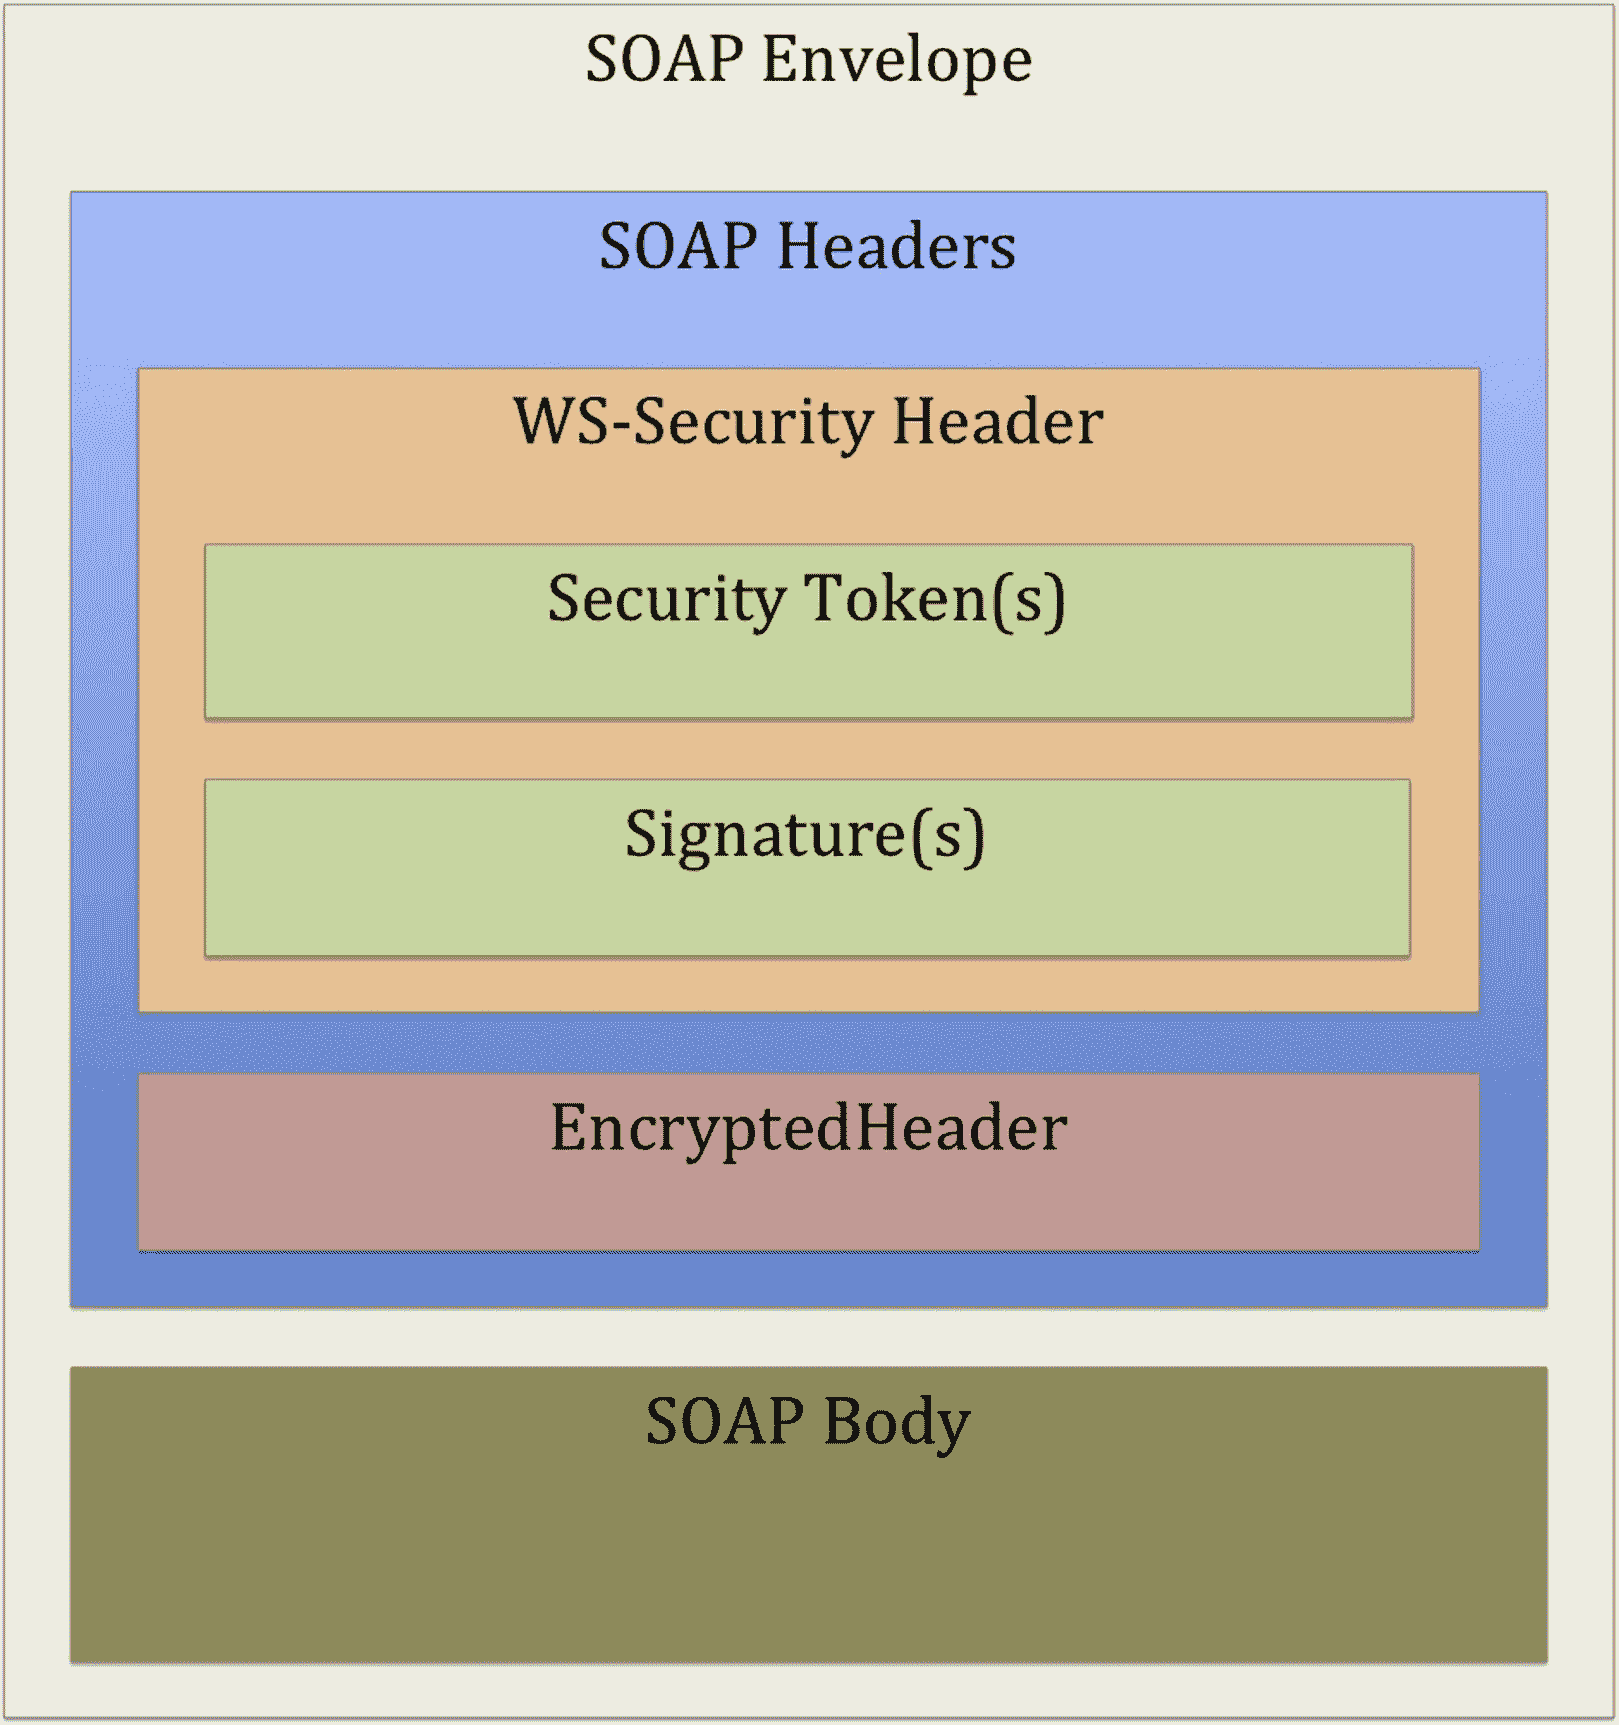 SOAP Envelope
SOAP Headers
WS-Security Header
Security Token(s)
Signature(s)
EncryptedHeader
SOAP Body